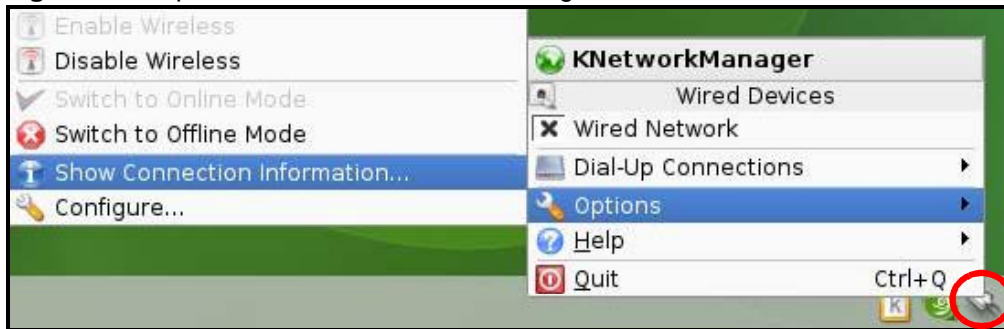 Enable Wireless
Disable Wireless
Switch to Online Mode
Switch to Offline Mode
Show Connection Information...
Configure...
KNetworkManager
Wired Devices
Wired Network
Dial-Up Connections
Options
Help
Quit Ctrl+Q
K